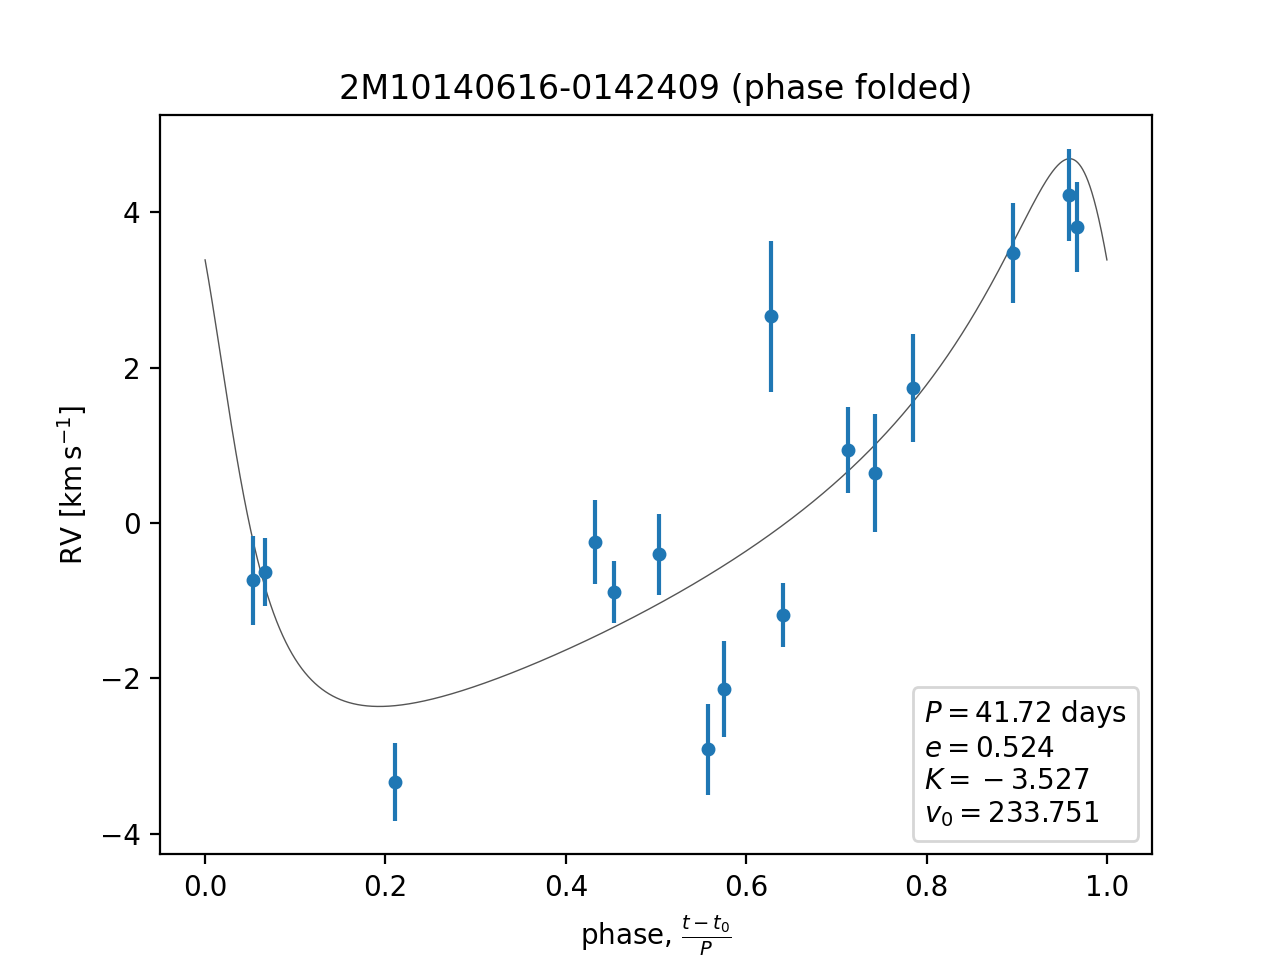 2M10140616-0142409 (phase folded)
RV [km s⁻¹]
4
2
0
−2
−4
P = 41.72 days
e = 0.524
K = −3.527
v₀ = 233.751
0.0 0.2 0.4 0.6 0.8 1.0
phase, (t − t₀)/P